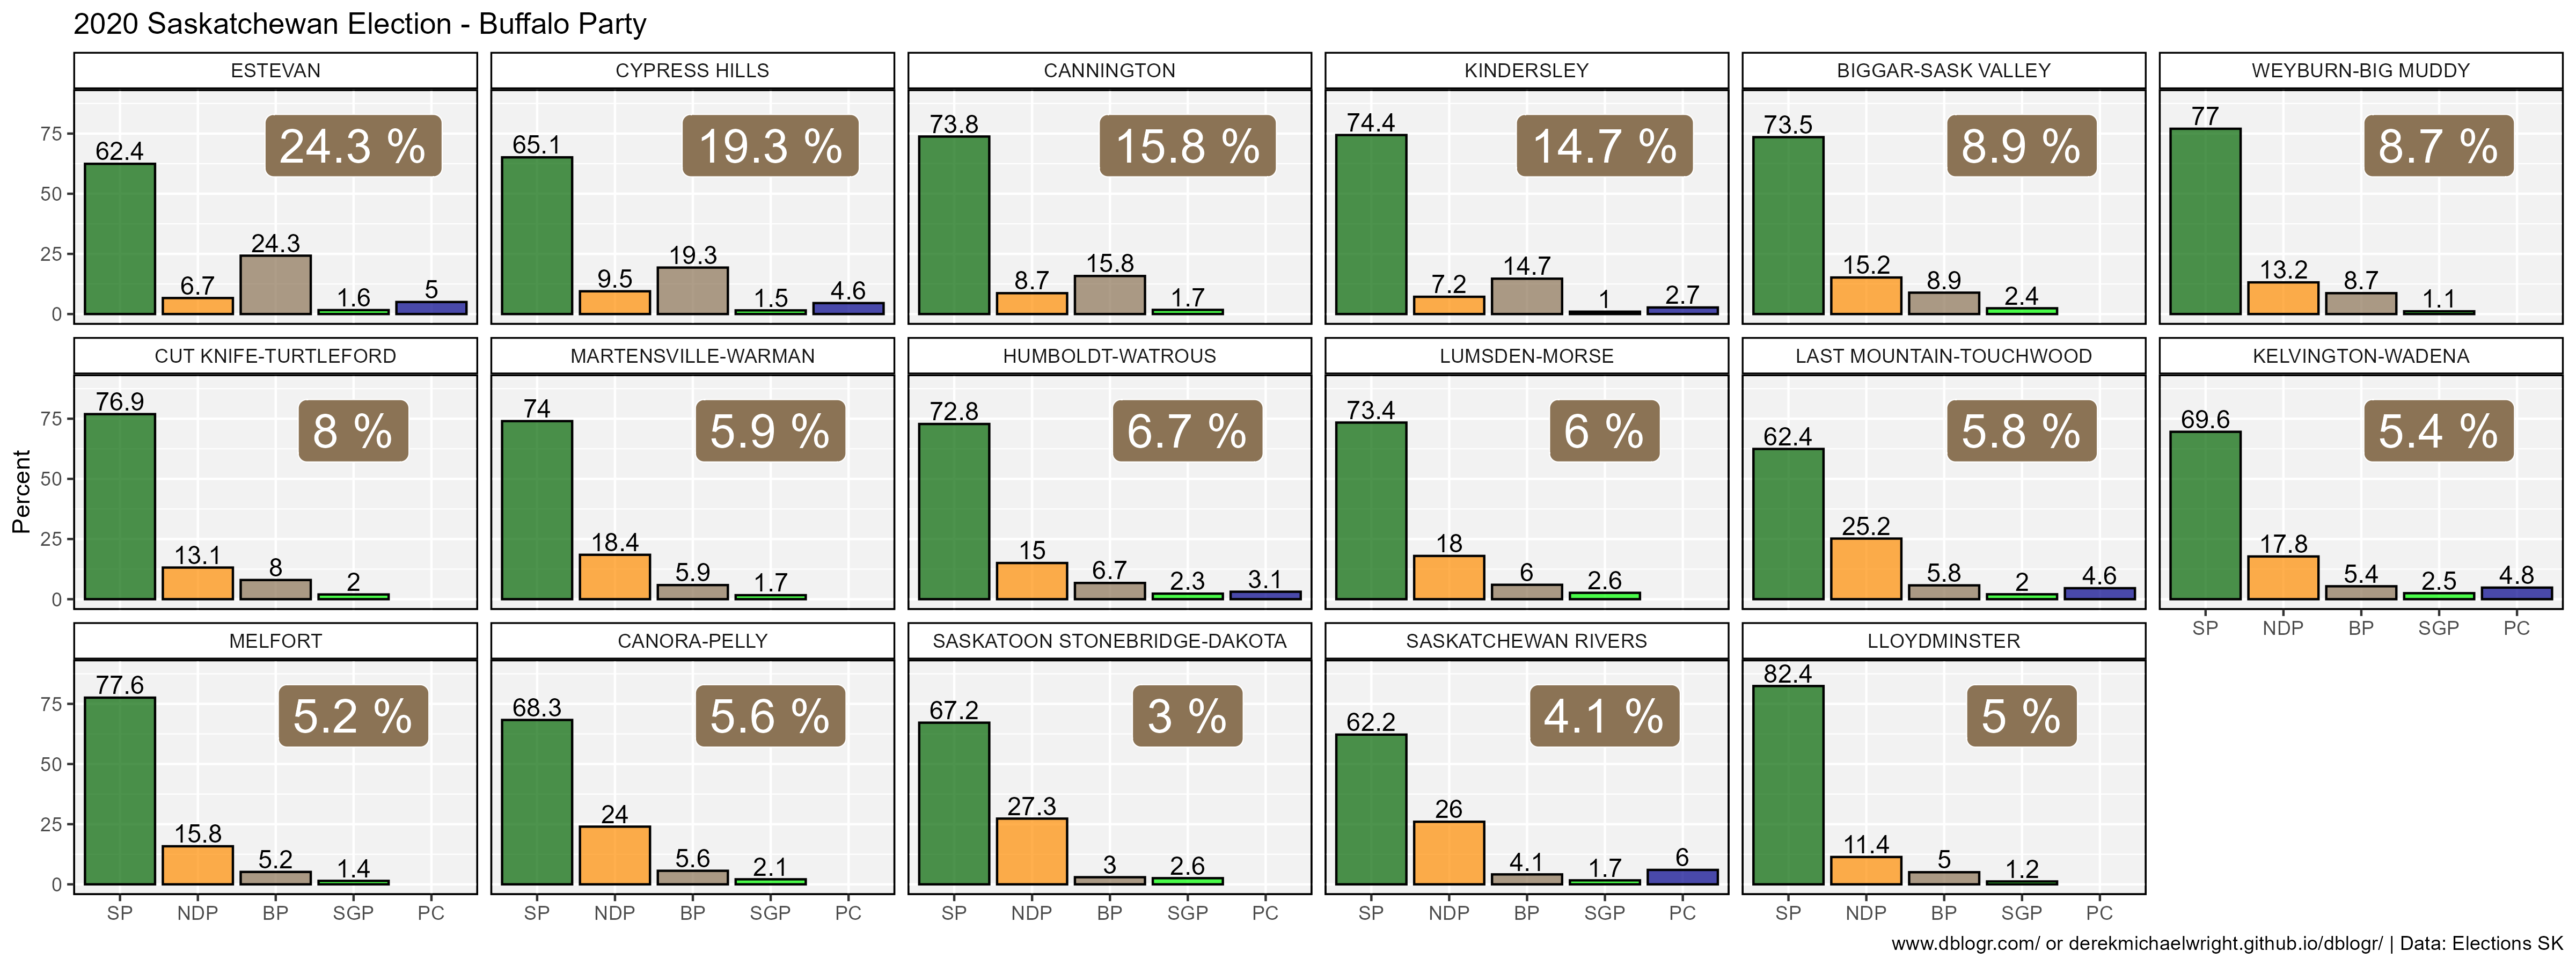 2020 Saskatchewan Election - Buffalo Party
ESTEVAN CYPRESS HILLS CANNINGTON KINDERSLEY BIGGAR-SASK VALLEY WEYBURN-BIG MUDDY
75
50
25
0
62.4 6.7 24.3 1.6 5 24.3 %
65.1 9.5 19.3 1.5 4.6 19.3 %
73.8 8.7 15.8 1.7 15.8 %
74.4 7.2 14.7 1 2.7 14.7 %
73.5 15.2 8.9 2.4 8.9 %
77 13.2 8.7 1.1 8.7 %
Percent
CUT KNIFE-TURTLEFORD MARTENSVILLE-WARMAN HUMBOLDT-WATROUS LUMSDEN-MORSE LAST MOUNTAIN-TOUCHWOOD KELVINGTON-WADENA
75
50
25
0
76.9 13.1 8 2 8 %
74 18.4 5.9 1.7 5.9 %
72.8 15 6.7 2.3 3.1 6.7 %
73.4 18 6 2.6 6 %
62.4 25.2 5.8 2 4.6 5.8 %
69.6 17.8 5.4 2.5 4.8 5.4 %
SP NDP BP SGP PC
MELFORT CANORA-PELLY SASKATOON STONEBRIDGE-DAKOTA SASKATCHEWAN RIVERS LLOYDMINSTER
75
50
25
0
77.6 15.8 5.2 1.4 5.2 %
68.3 24 5.6 2.1 5.6 %
67.2 27.3 3 2.6 3 %
62.2 26 4.1 1.7 6 4.1 %
82.4 11.4 5 1.2 5 %
SP NDP BP SGP PC SP NDP BP SGP PC SP NDP BP SGP PC SP NDP BP SGP PC SP NDP BP SGP PC
www.dblogr.com/ or derekmichaelwright.github.io/dblogr/ | Data: Elections SK